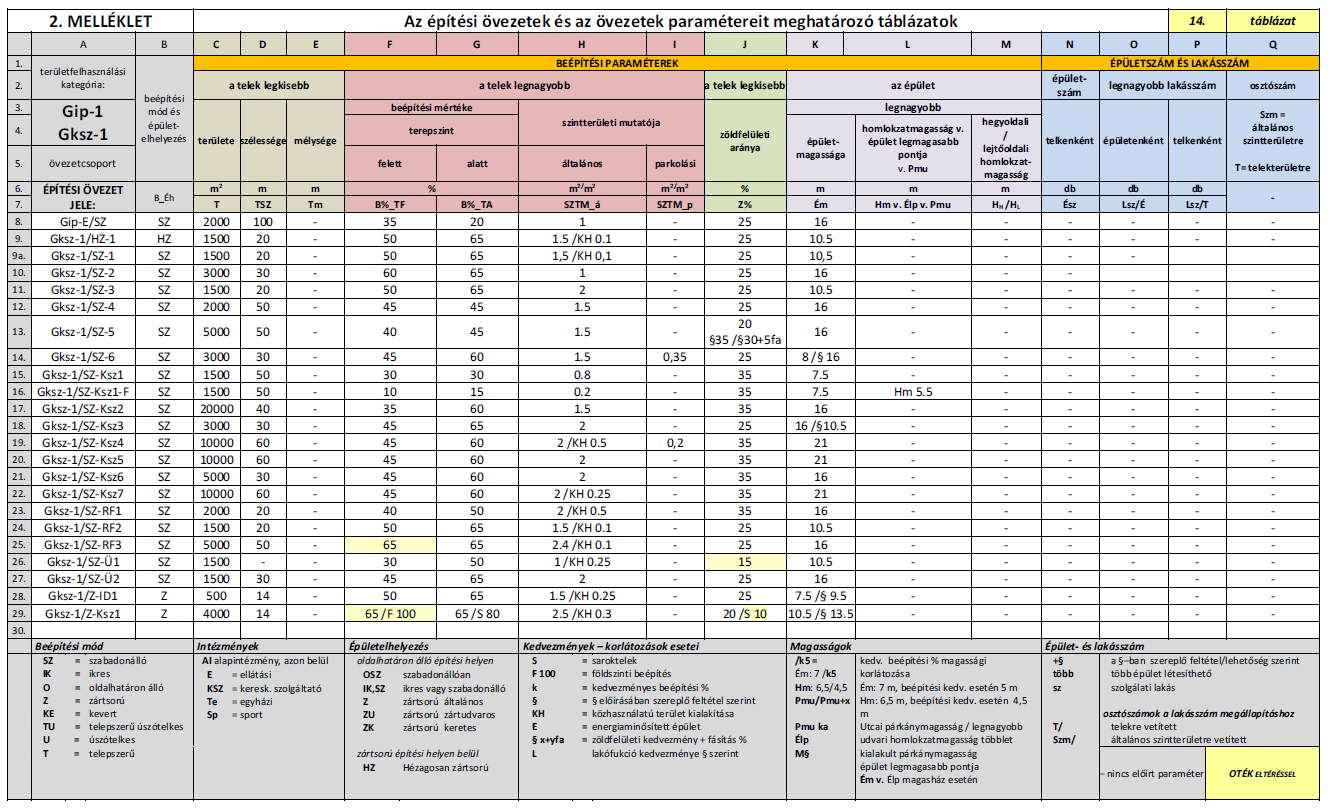 2. MELLÉKLET Az építési övezetek és az övezetek paramétereit meghatározó táblázatok 14. táblázat
A B C D E F G H I J K L M N O P Q
1. területfelhasználási kategória: beépítési mód és épület-elhelyezés BEÉPÍTÉSI PARAMÉTEREK ÉPÜLETSZÁM ÉS LAKÁSSZÁM
2. a telek legkisebb a telek legnagyobb a telek legkisebb az épület épület-szám legnagyobb lakásszám osztószám
3. Gip-1 területe szélessége mélysége beépítési mértéke szintterületi mutatója zöldfelületi aránya legnagyobb telkenként épületenként telkenként Szm = általános szintterületre
4. Gksz-1 terepszint épület-magassága homlokzatmagasság v. épület legmagasabb pontja v. Pmu hegyoldali / lejtőoldali homlokzat-magasság T= telekterületre
5. övezetcsoport felett alatt általános parkolási
6. ÉPÍTÉSI ÖVEZET m² m m % m²/m² m²/m² % m m m db db db -
7. JELE: B_Éh T TSZ Tm B%_TF B%_TA SZTM_á SZTM_p Z% Ém Hm v. Élp v. Pmu HH /HL Ész Lsz/É Lsz/T
8. Gip-E/SZ SZ 2000 100 - 35 20 1 - 25 16 - - - - - -
9. Gksz-1/HZ-1 HZ 1500 20 - 50 65 1.5 /KH 0.1 - 25 10.5 - - - - - -
9a. Gksz-1/SZ-1 SZ 1500 20 - 50 65 1,5 /KH 0,1 - 25 10,5 - - - -
10. Gksz-1/SZ-2 SZ 3000 30 - 60 65 1 - 25 16 - - -
11. Gksz-1/SZ-3 SZ 1500 20 - 50 65 2 - 25 10.5 - - - - - -
12. Gksz-1/SZ-4 SZ 2000 50 - 45 45 1.5 - 25 16 - - - - - -
13. Gksz-1/SZ-5 SZ 5000 50 - 40 45 1.5 - 20 §35 /§30+5fa 16 - - - - - -
14. Gksz-1/SZ-6 SZ 3000 30 - 45 60 1.5 0,35 25 8 /§ 16 - - - - - -
15. Gksz-1/SZ-Ksz1 SZ 1500 50 - 30 30 0.8 - 35 7.5 - - - - - -
16. Gksz-1/SZ-Ksz1-F SZ 1500 50 - 10 15 0.2 - 35 7.5 Hm 5.5 - - - - -
17. Gksz-1/SZ-Ksz2 SZ 20000 40 - 35 60 1.5 - 35 16 - - - - - -
18. Gksz-1/SZ-Ksz3 SZ 3000 30 - 45 65 2 - 25 16 /§10.5 - - - - - -
19. Gksz-1/SZ-Ksz4 SZ 10000 60 - 45 60 2 /KH 0.5 0,2 35 21 - - - - - -
20. Gksz-1/SZ-Ksz5 SZ 10000 60 - 45 60 2 - 35 21 - - - - - -
21. Gksz-1/SZ-Ksz6 SZ 5000 30 - 45 60 2 - 35 16 - - - - - -
22. Gksz-1/SZ-Ksz7 SZ 10000 60 - 45 60 2 /KH 0.25 - 35 21 - - - - - -
23. Gksz-1/SZ-RF1 SZ 2000 20 - 40 50 2 /KH 0.5 - 35 16 - - - - - -
24. Gksz-1/SZ-RF2 SZ 1500 20 - 50 65 1.5 /KH 0.1 - 25 10.5 - - - - - -
25. Gksz-1/SZ-RF3 SZ 5000 50 - 65 65 2.4 /KH 0.1 - 25 16 - - - - - -
26. Gksz-1/SZ-Ü1 SZ 1500 - - 30 50 1 /KH 0.25 - 15 10.5 - - - - - -
27. Gksz-1/SZ-Ü2 SZ 1500 30 - 45 65 2 - 25 16 - - - - - -
28. Gksz-1/Z-ID1 Z 500 14 - 50 65 1.5 /KH 0.25 - 25 7.5 /§ 9.5 - - - - - -
29. Gksz-1/Z-Ksz1 Z 4000 14 - 65 /F 100 65 /S 80 2.5 /KH 0.3 - 20 /S 10 10.5 /§ 13.5 - - - - - -
30.
Beépítési mód
SZ = szabadonálló
IK = ikres
O = oldalhatáron álló
Z = zártsorú
KE = kevert
TU = telepszerű úszótelkes
U = úszótelkes
T = telepszerű
Intézmények
AI alapintézmény, azon belül
E = ellátási
KSZ = keresk. szolgáltató
Te = egyházi
Sp = sport
Épületelhelyezés
oldalhatáron álló építési helyen
OSZ szabadonállóan
IK,SZ ikres vagy szabadonálló
Z zártsorú általános
ZU zártsorú zártudvaros
ZK zártsorú keretes
zártsorú építési helyen belül
HZ Hézagosan zártsorú
Kedvezmények – korlátozások esetei
S = saroktelek
F 100 = földszinti beépítés
k = kedvezményes beépítési %
§ = § előírásában szereplő feltétel szerint
KH = közhasználatú terület kialakítása
E = energiaminősített épület
§ x+yfa = zöldfelületi kedvezmény + fásítás %
L = lakófukció kedvezménye § szerint
Magasságok
/k5 = kedv. beépítési % magassági
Ém: 7 /k5 korlátozása
Hm: 6,5/4,5 Ém: 7 m, beépítési kedv. esetén 5 m
Pmu/Pmu+x Hm: 6,5 m, beépítési kedv. esetén 4,5 m
Pmu ka Utcai párkánymagasság / legnagyobb
Élp udvari homlokzatmagasság többlet
M§ kialakult párkánymagasság
épület legmagasabb pontja
Ém v. Élp magasház esetén
Épület- és lakásszám
+§ a §–ban szereplő feltétel/lehetőség szerint
több több épület létesíthető
sz szolgálati lakás
osztószámok a lakásszám megállapításhoz
T/ telekre vetített
Szm/ általános szintterületre vetített
– nincs előírt paraméter
OTÉK ELTÉRÉSSEL